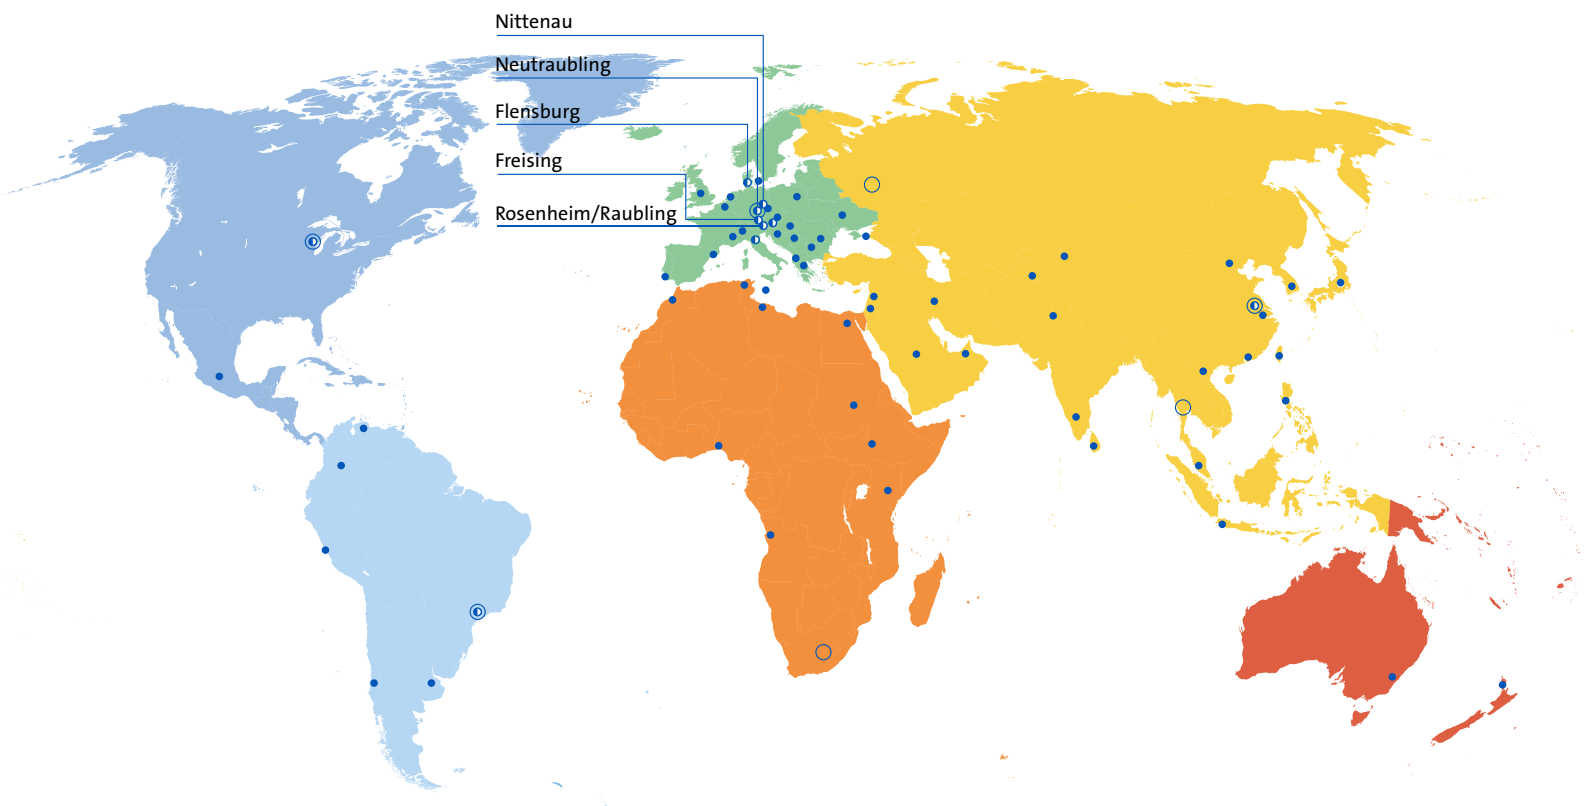 Nittenau
Neutraubling
Flensburg
Freising
Rosenheim/Raubling